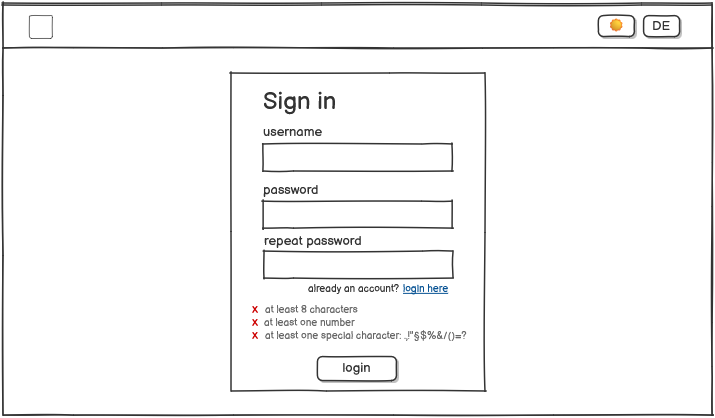 DE
Sign in
username
password
repeat password
already an account? login here
x at least 8 characters
x at least one number
x at least one special character: .,!"§$%&/()=?
login